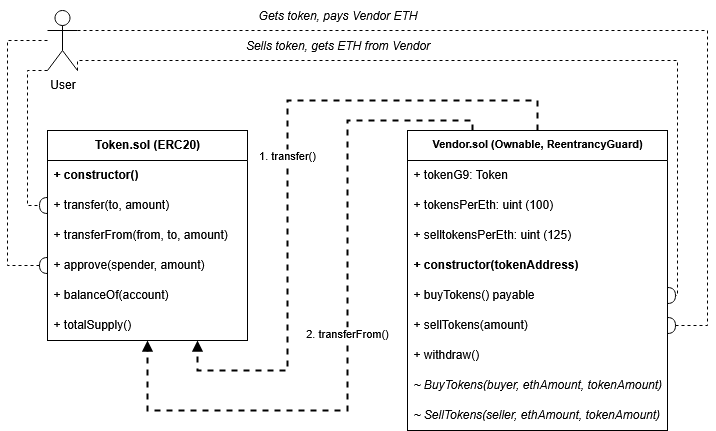 Gets token, pays Vendor ETH
Sells token, gets ETH from Vendor
User
Token.sol (ERC20)
+ constructor()
+ transfer(to, amount)
+ transferFrom(from, to, amount)
+ approve(spender, amount)
+ balanceOf(account)
+ totalSupply()
1. transfer()
2. transferFrom()
Vendor.sol (Ownable, ReentrancyGuard)
+ tokenG9: Token
+ tokensPerEth: uint (100)
+ selltokensPerEth: uint (125)
+ constructor(tokenAddress)
+ buyTokens() payable
+ sellTokens(amount)
+ withdraw()
~ BuyTokens(buyer, ethAmount, tokenAmount)
~ SellTokens(seller, ethAmount, tokenAmount)